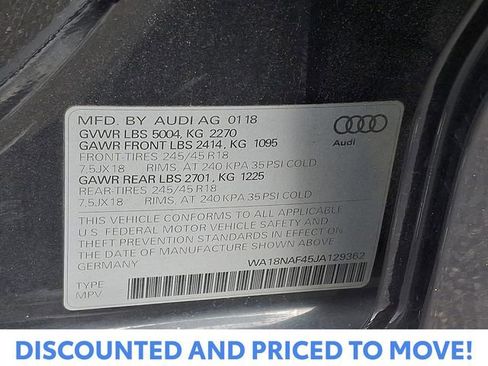 MFD. BY AUDI AG 01 18
GVWR LBS 5004, KG 2270
GAWR FRONT LBS 2414, KG 1095
FRONT-TIRES 245/45 R18
7,5JX18 RIMS, AT 240 KPA 35 PSI COLD
GAWR REAR LBS 2701, KG 1225
REAR-TIRES 245/45 R18
7,5JX18 RIMS, AT 240 KPA 35 PSI COLD
THIS VEHICLE CONFORMS TO ALL APPLICABLE
U.S. FEDERAL MOTOR VEHICLE SAFETY AND
THEFT PREVENTION STANDARDS IN EFFECT ON
THE DATE OF MANUFACTURE SHOWN ABOVE.
GERMANY WA18NAF45JA129362
TYPE
MPV
Audi
DISCOUNTED AND PRICED TO MOVE!